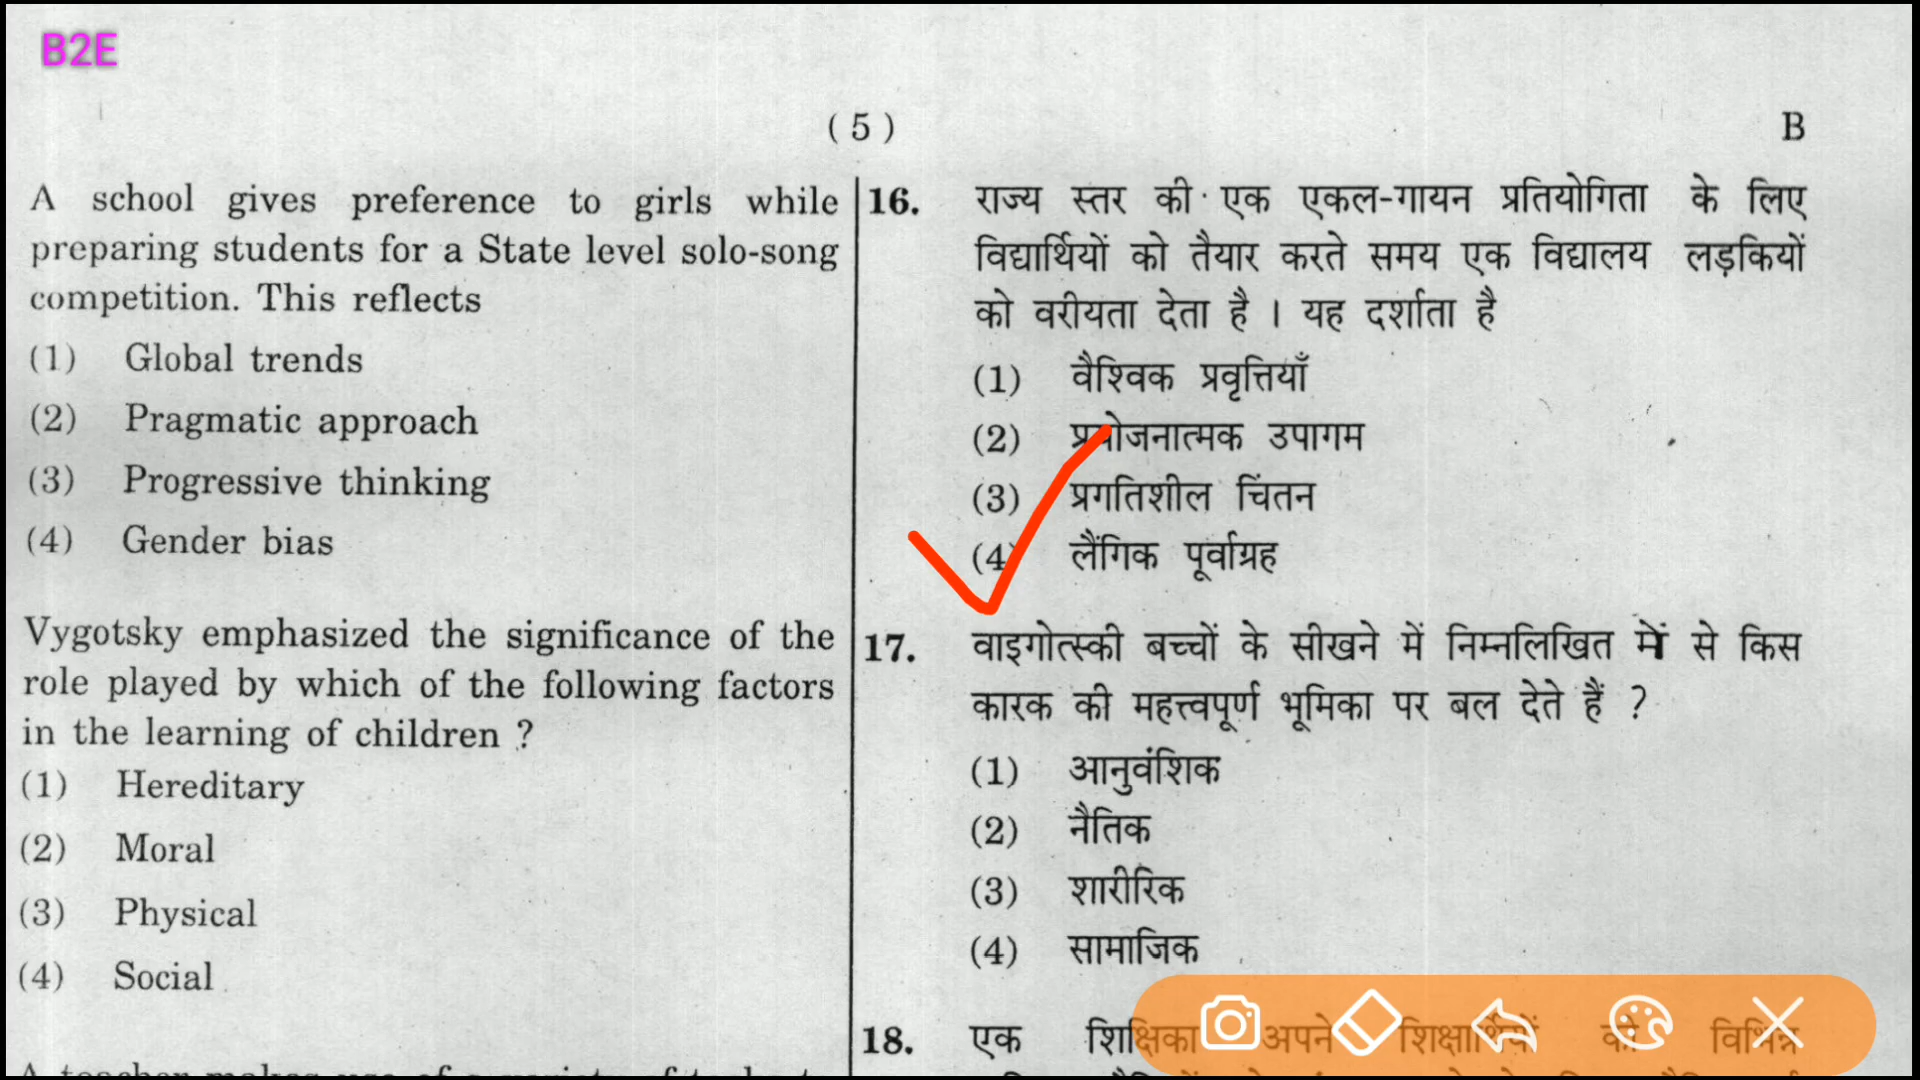 B2E
( 5 )
B
A school gives preference to girls while
preparing students for a State level solo-song
competition. This reflects
(1) Global trends
(2) Pragmatic approach
(3) Progressive thinking
(4) Gender bias
Vygotsky emphasized the significance of the
role played by which of the following factors
in the learning of children ?
(1) Hereditary
(2) Moral
(3) Physical
(4) Social
16. राज्य स्तर की एक एकल-गायन प्रतियोगिता के लिए
विद्यार्थियों को तैयार करते समय एक विद्यालय लड़कियों
को वरीयता देता है । यह दर्शाता है
(1) वैश्विक प्रवृत्तियाँ
(2) प्रयोजनात्मक उपागम
(3) प्रगतिशील चिंतन
(4) लैंगिक पूर्वाग्रह
17. वाइगोत्स्की बच्चों के सीखने में निम्नलिखित में से किस
कारक की महत्त्वपूर्ण भूमिका पर बल देते हैं ?
(1) आनुवंशिक
(2) नैतिक
(3) शारीरिक
(4) सामाजिक
18. एक शिक्षिका अपने शिक्षार्थियों को विभिन्न